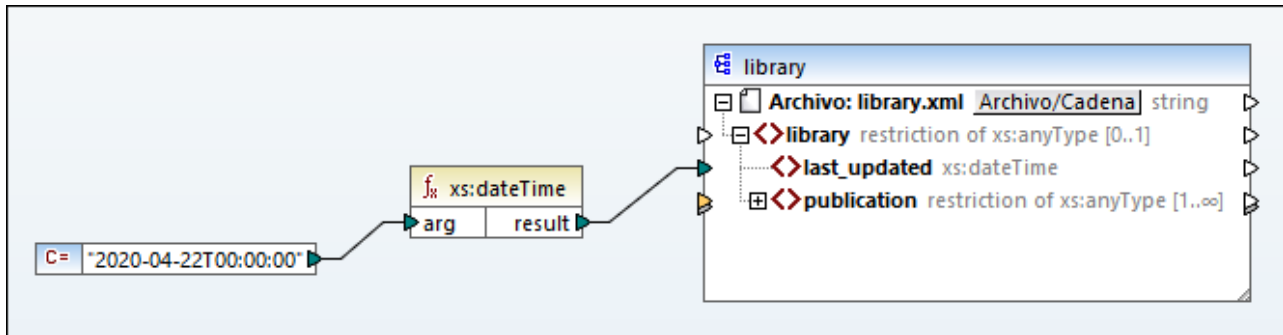 library
Archivo: library.xml Archivo/Cadena string
library restriction of xs:anyType [0..1]
last_updated xs:dateTime
publication restriction of xs:anyType [1..∞]
fx xs:dateTime
arg result
C= "2020-04-22T00:00:00"